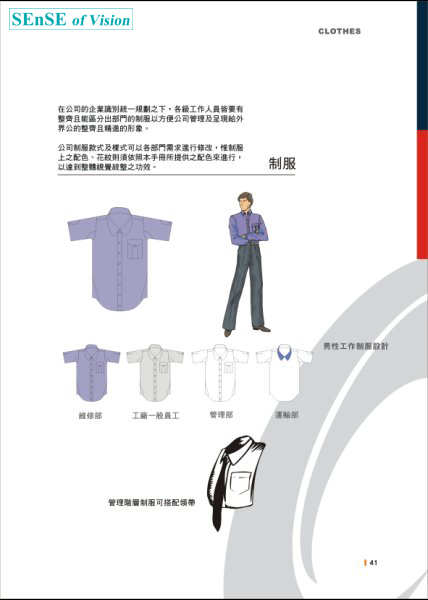 SEnSE of Vision
CLOTHES
在公司的企業識別統一規劃之下，各級工作人員皆要有
整齊且能區分出部門的制服以方便公司管理及呈現給外
界公的整齊且精進的形象。
公司制服款式及樣式可以各部門需求進行修改，惟制服
上之配色、花紋則須依照本手冊所提供之配色來進行，
以達到整體視覺統整之功效。
制服
男性工作制服設計
維修部
工廠一般員工
管理部
運輸部
管理階層制服可搭配領帶
41